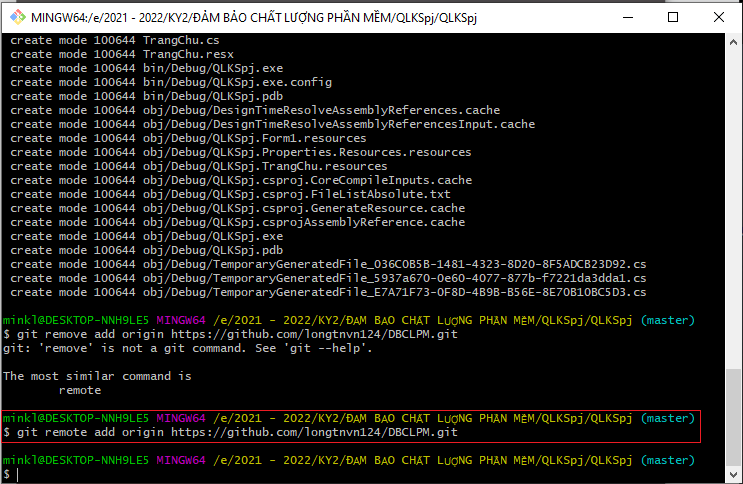 MINGW64:/e/2021 - 2022/KY2/ĐẢM BẢO CHẤT LƯỢNG PHẦN MỀM/QLKSpj/QLKSpj
create mode 100644 TrangChu.cs
create mode 100644 TrangChu.resx
create mode 100644 bin/Debug/QLKSpj.exe
create mode 100644 bin/Debug/QLKSpj.exe.config
create mode 100644 bin/Debug/QLKSpj.pdb
create mode 100644 obj/Debug/DesignTimeResolveAssemblyReferences.cache
create mode 100644 obj/Debug/DesignTimeResolveAssemblyReferencesInput.cache
create mode 100644 obj/Debug/QLKSpj.Form1.resources
create mode 100644 obj/Debug/QLKSpj.Properties.Resources.resources
create mode 100644 obj/Debug/QLKSpj.TrangChu.resources
create mode 100644 obj/Debug/QLKSpj.csproj.CoreCompileInputs.cache
create mode 100644 obj/Debug/QLKSpj.csproj.FileListAbsolute.txt
create mode 100644 obj/Debug/QLKSpj.csproj.GenerateResource.cache
create mode 100644 obj/Debug/QLKSpj.csprojAssemblyReference.cache
create mode 100644 obj/Debug/QLKSpj.exe
create mode 100644 obj/Debug/QLKSpj.pdb
create mode 100644 obj/Debug/TemporaryGeneratedFile_036C0B5B-1481-4323-8D20-8F5ADCB23D92.cs
create mode 100644 obj/Debug/TemporaryGeneratedFile_5937a670-0e60-4077-877b-f7221da3dda1.cs
create mode 100644 obj/Debug/TemporaryGeneratedFile_E7A71F73-0F8D-4B9B-B56E-8E70B10BC5D3.cs
minkl@DESKTOP-NNH9LE5 MINGW64 /e/2021 - 2022/KY2/ĐẢM BẢO CHẤT LƯỢNG PHẦN MỀM/QLKSpj/QLKSpj (master)
$ git remove add origin https://github.com/longtnvn124/DBCLPM.git
git: 'remove' is not a git command. See 'git --help'.
The most similar command is
remote
minkl@DESKTOP-NNH9LE5 MINGW64 /e/2021 - 2022/KY2/ĐẢM BẢO CHẤT LƯỢNG PHẦN MỀM/QLKSpj/QLKSpj (master)
$ git remote add origin https://github.com/longtnvn124/DBCLPM.git
minkl@DESKTOP-NNH9LE5 MINGW64 /e/2021 - 2022/KY2/ĐẢM BẢO CHẤT LƯỢNG PHẦN MỀM/QLKSpj/QLKSpj (master)
$